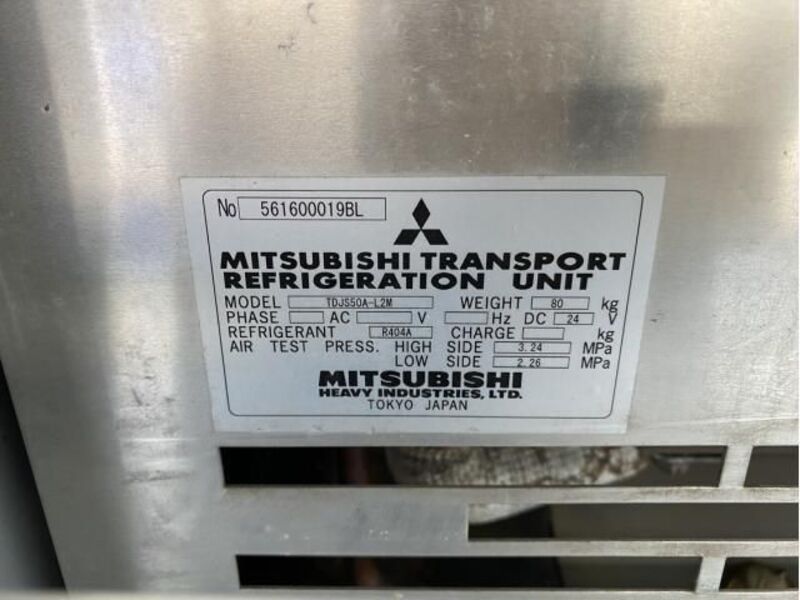 No 561600019BL
MITSUBISHI TRANSPORT
REFRIGERATION UNIT
MODEL TDJS50A-L2M WEIGHT 80 kg
PHASE AC V Hz DC 24 V
REFRIGERANT R404A CHARGE kg
AIR TEST PRESS. HIGH SIDE 3.24 MPa
LOW SIDE 2.26 MPa
MITSUBISHI
HEAVY INDUSTRIES, LTD.
TOKYO JAPAN